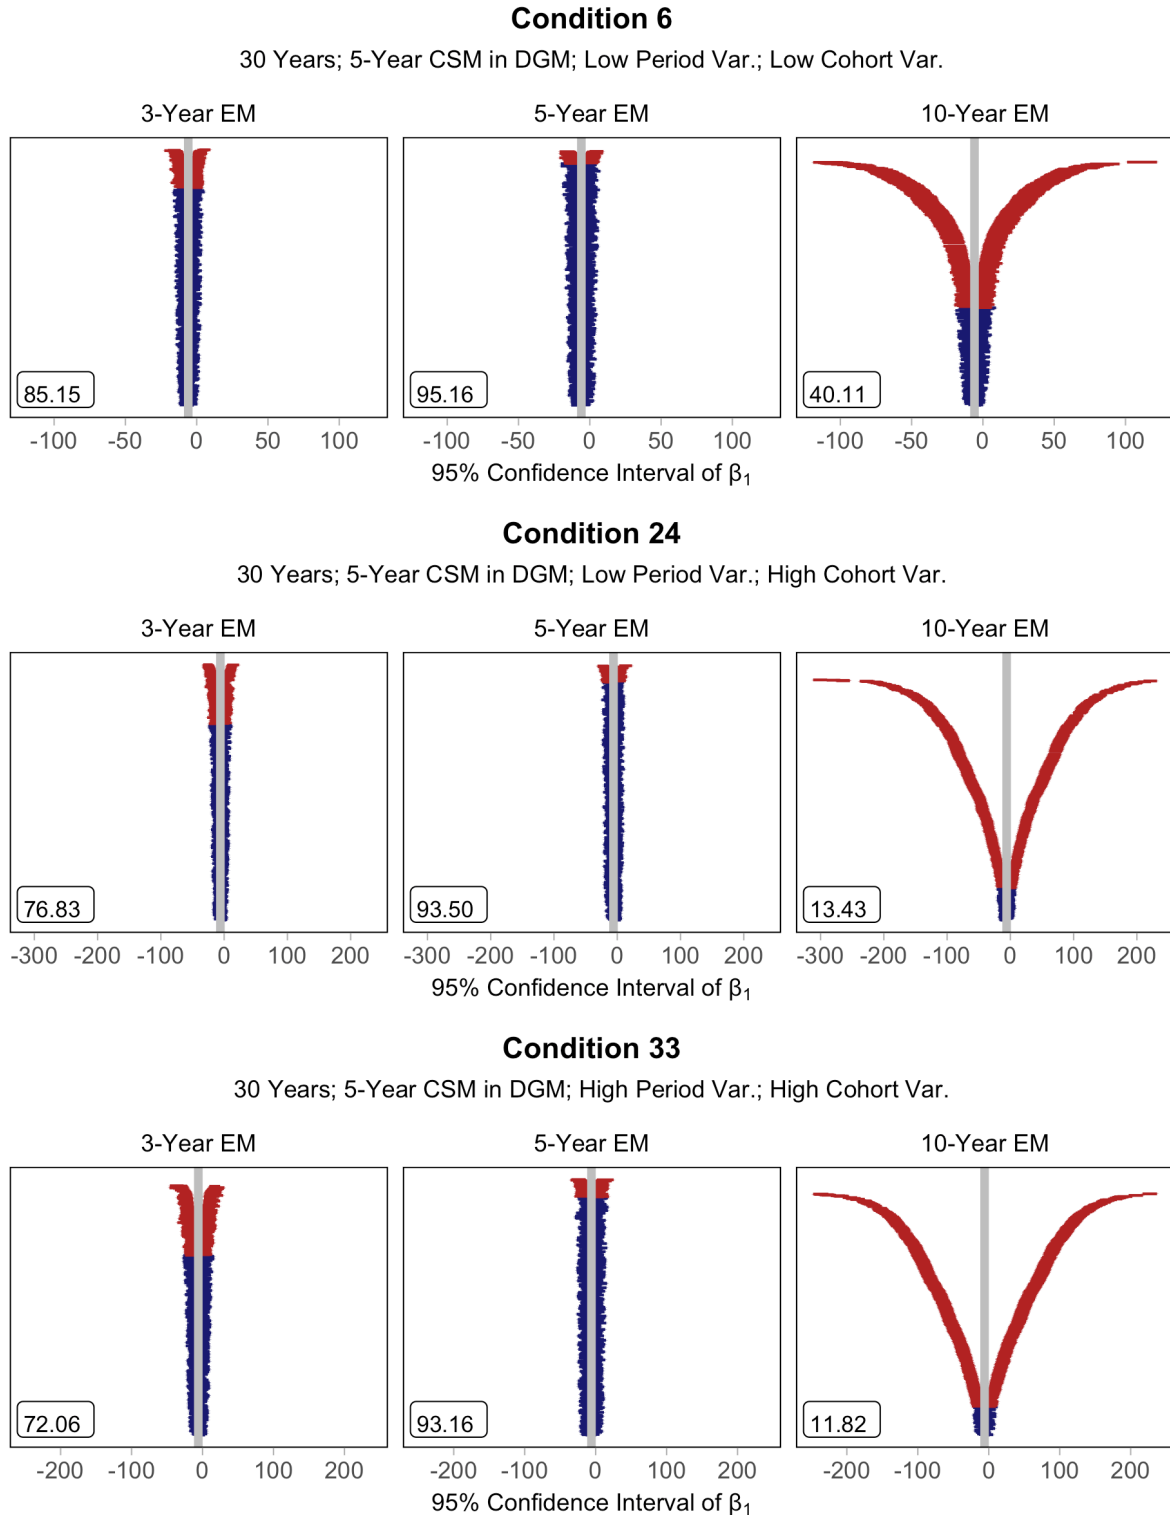 Condition 6
30 Years; 5-Year CSM in DGM; Low Period Var.; Low Cohort Var.
3-Year EM 5-Year EM 10-Year EM
85.15 95.16 40.11
-100 -50 0 50 100 -100 -50 0 50 100 -100 -50 0 50 100
95% Confidence Interval of β₁
Condition 24
30 Years; 5-Year CSM in DGM; Low Period Var.; High Cohort Var.
3-Year EM 5-Year EM 10-Year EM
76.83 93.50 13.43
-300 -200 -100 0 100 200 -300 -200 -100 0 100 200 -300 -200 -100 0 100 200
95% Confidence Interval of β₁
Condition 33
30 Years; 5-Year CSM in DGM; High Period Var.; High Cohort Var.
3-Year EM 5-Year EM 10-Year EM
72.06 93.16 11.82
-200 -100 0 100 200 -200 -100 0 100 200 -200 -100 0 100 200
95% Confidence Interval of β₁